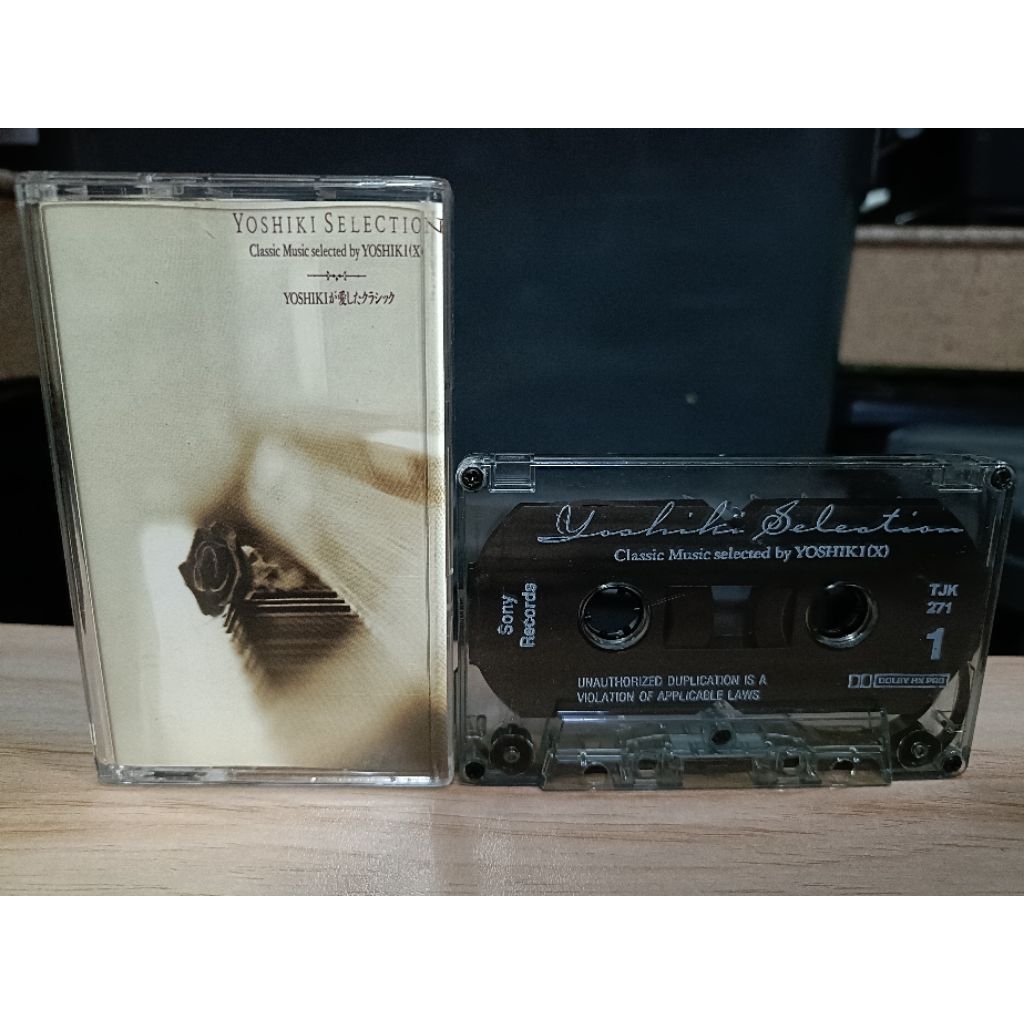 YOSHIKI SELECTION
Classic Music selected by YOSHIKI(X)
YOSHIKIが愛したクラシック
Yoshiki Selection
Classic Music selected by YOSHIKI(X)
Sony
Records
TJK
271
1
UNAUTHORIZED DUPLICATION IS A
VIOLATION OF APPLICABLE LAWS
DOLBY HX PRO